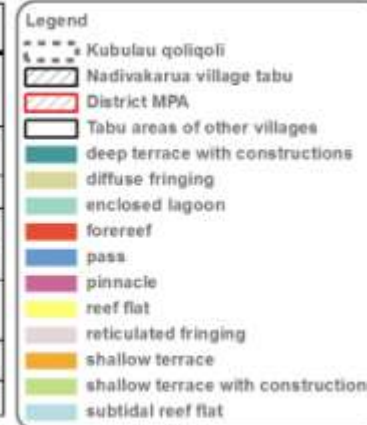 Legend
Kubulau qoliqoli
Nadivakarua village tabu
District MPA
Tabu areas of other villages
deep terrace with constructions
diffuse fringing
enclosed lagoon
forereef
pass
pinnacle
reef flat
reticulated fringing
shallow terrace
shallow terrace with construction
subtidal reef flat